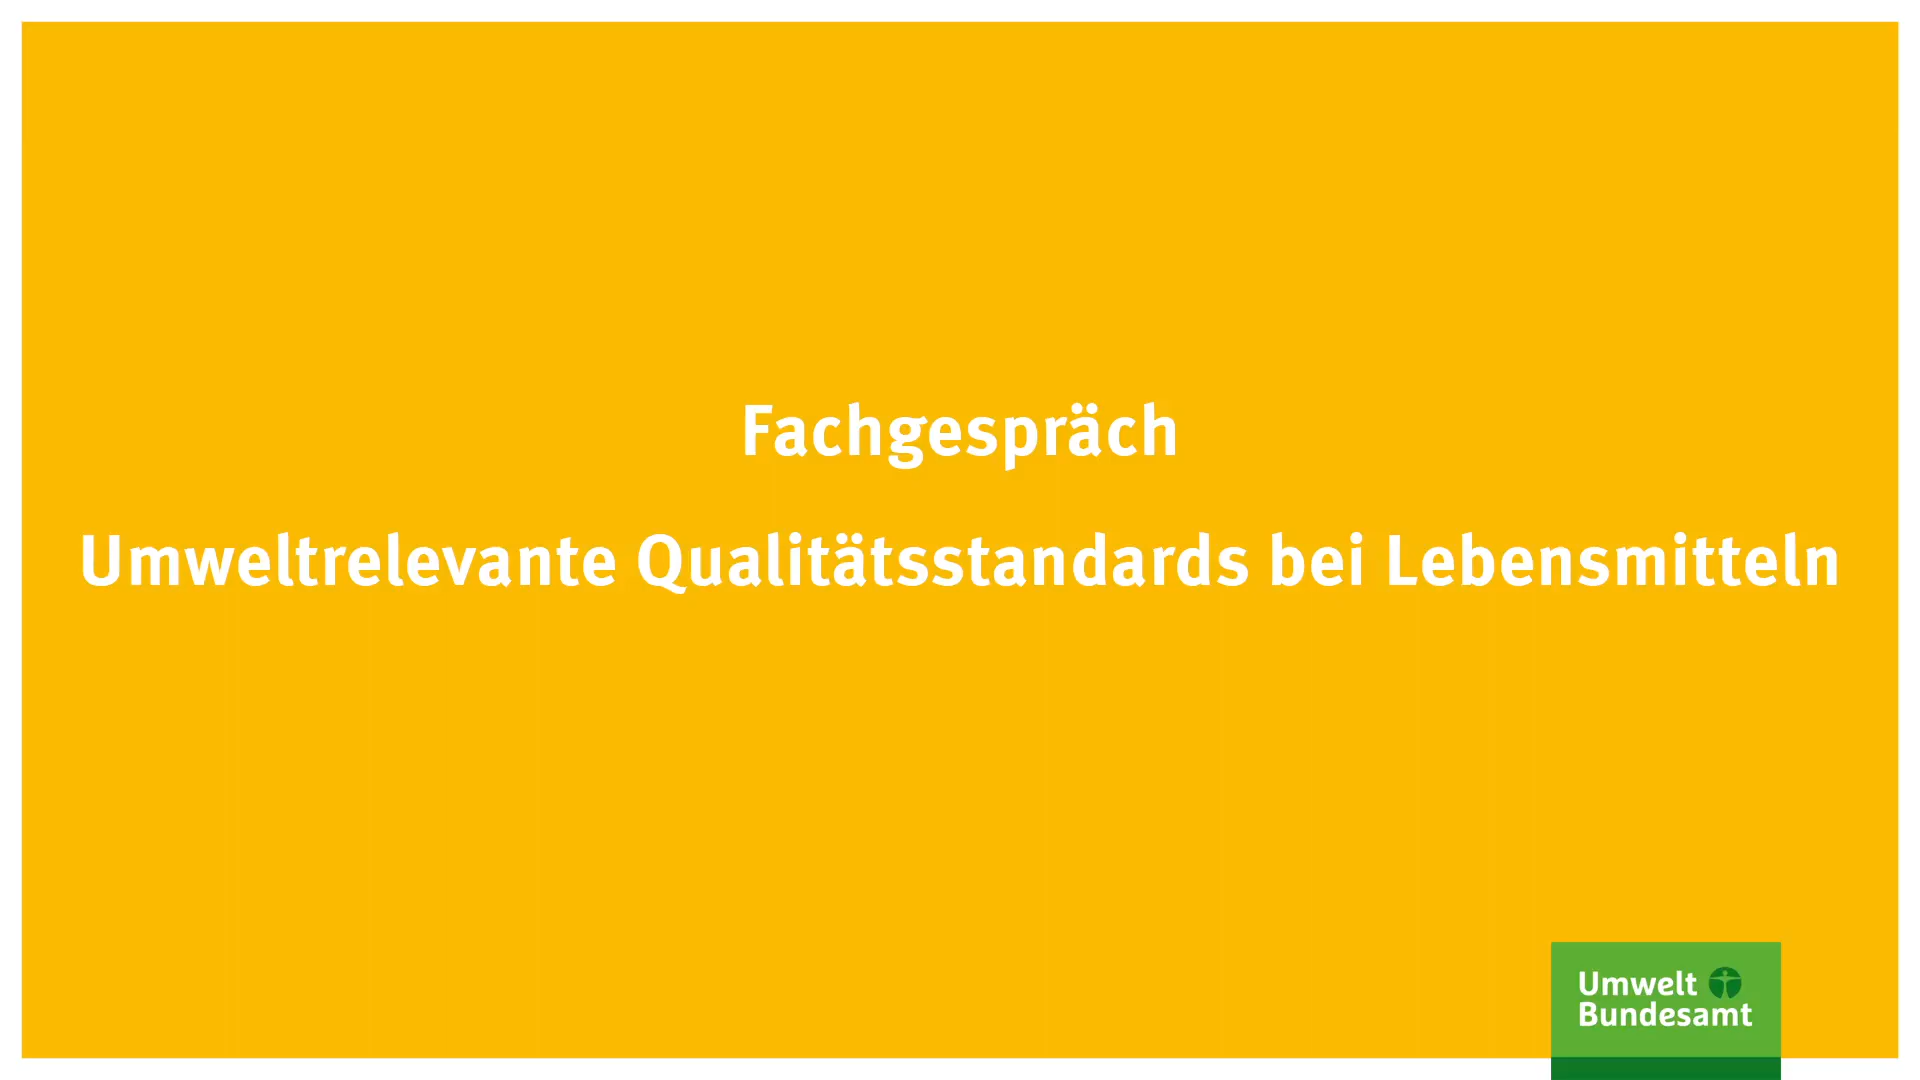 Fachgespräch
Umweltrelevante Qualitätsstandards bei Lebensmitteln
Umwelt
Bundesamt